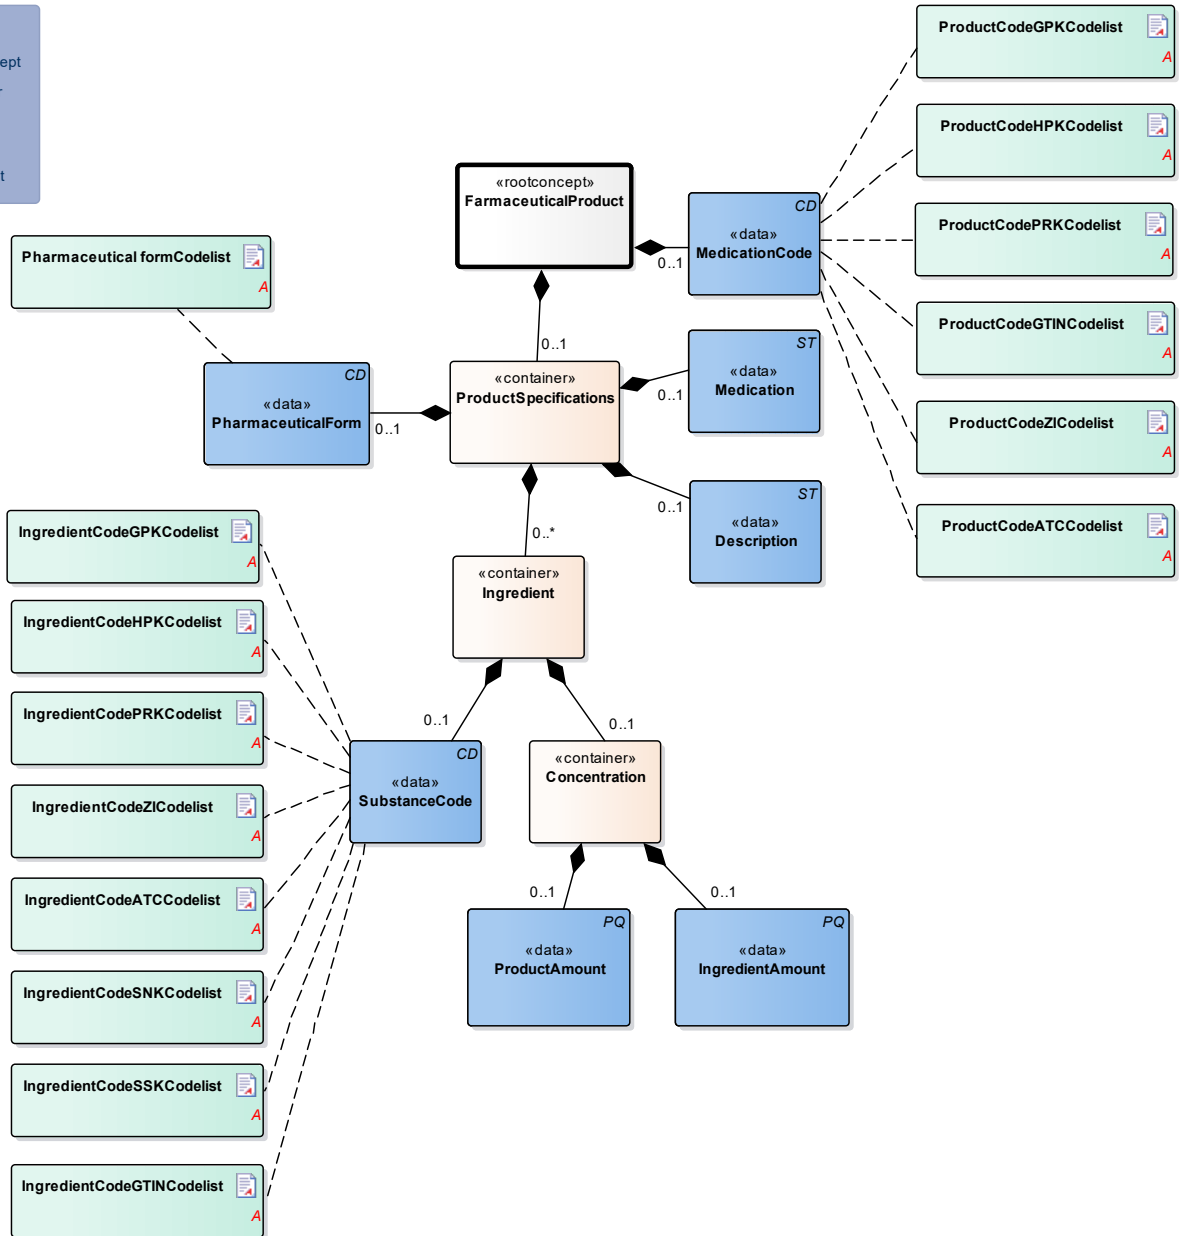 ept
r
t
«rootconcept»
FarmaceuticalProduct
0..1
0..1
CD
«data»
MedicationCode
ProductCodeGPKCodelist
A
ProductCodeHPKCodelist
A
ProductCodePRKCodelist
A
ProductCodeGTINCodelist
A
ProductCodeZICodelist
A
ProductCodeATCCodelist
A
Pharmaceutical formCodelist
A
CD
«data»
PharmaceuticalForm
0..1
«container»
ProductSpecifications
0..1
ST
«data»
Medication
0..1
ST
«data»
Description
0..*
«container»
Ingredient
0..1
0..1
IngredientCodeGPKCodelist
A
IngredientCodeHPKCodelist
A
IngredientCodePRKCodelist
A
IngredientCodeZICodelist
A
IngredientCodeATCCodelist
A
IngredientCodeSNKCodelist
A
IngredientCodeSSKCodelist
A
IngredientCodeGTINCodelist
A
CD
«data»
SubstanceCode
«container»
Concentration
0..1
0..1
PQ
«data»
ProductAmount
PQ
«data»
IngredientAmount